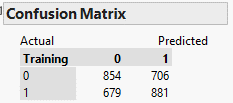 Confusion Matrix
Actual Predicted
Training 0 1
0 854 706
1 679 881